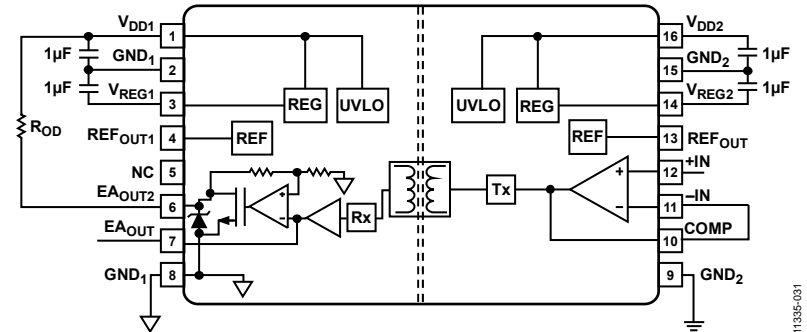 VDD1
1
1µF
GND1
2
1µF
VREG1
3
REG
UVLO
ROD
REFOUT1
4
REF
NC
5
EAOUT2
6
EAOUT
7
Rx
GND1
8
Tx
VDD2
16
1µF
GND2
15
1µF
VREG2
14
UVLO
REG
REF
13
REFOUT
+
12
+IN
–
11
–IN
10
COMP
9
GND2
+
–
11335-031